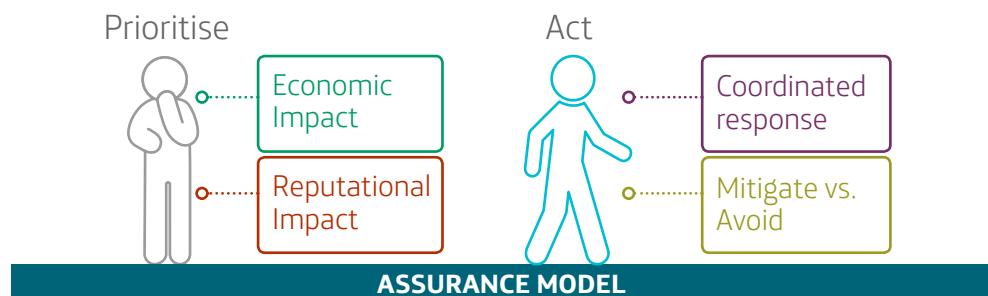 Prioritise
Economic
Impact
Reputational
Impact
Act
Coordinated
response
Mitigate vs.
Avoid
ASSURANCE MODEL